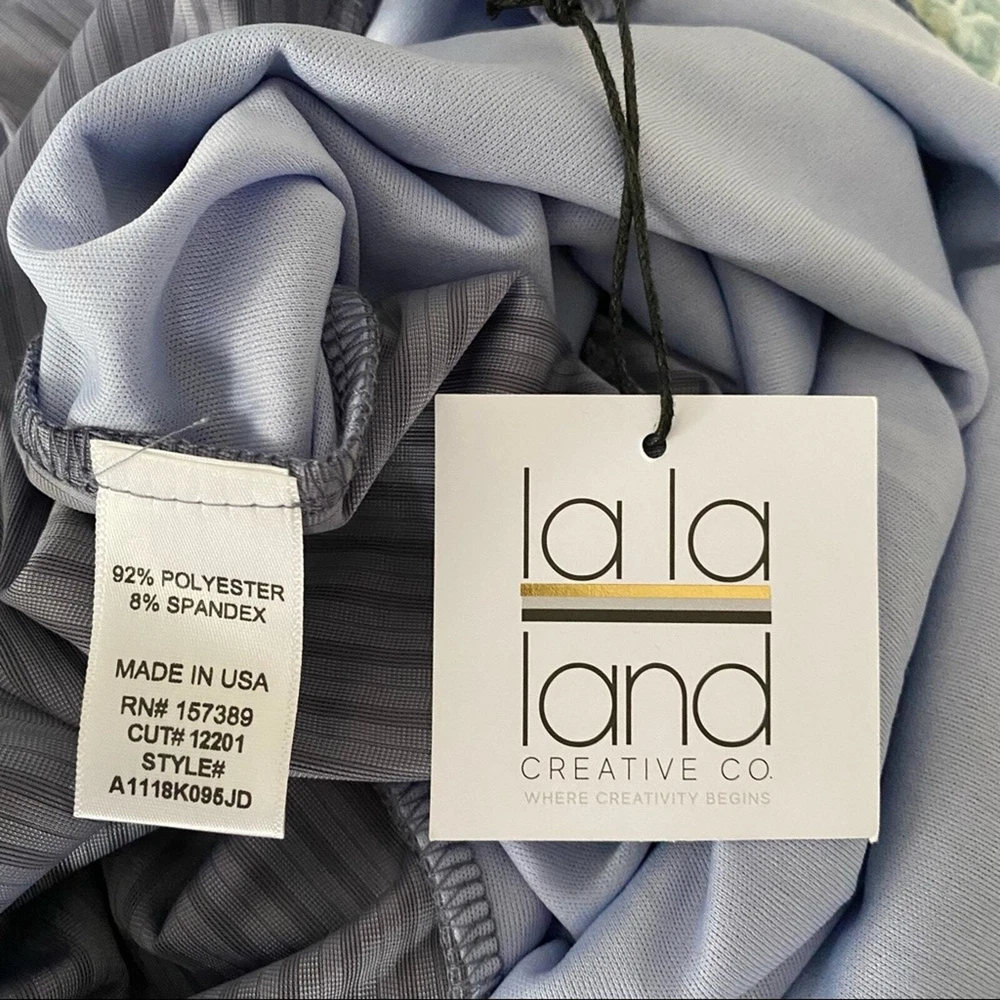 92% POLYESTER
8% SPANDEX
MADE IN USA
RN# 157389
CUT# 12201
STYLE#
A1118K095JD
la la
land
CREATIVE CO.
WHERE CREATIVITY BEGINS